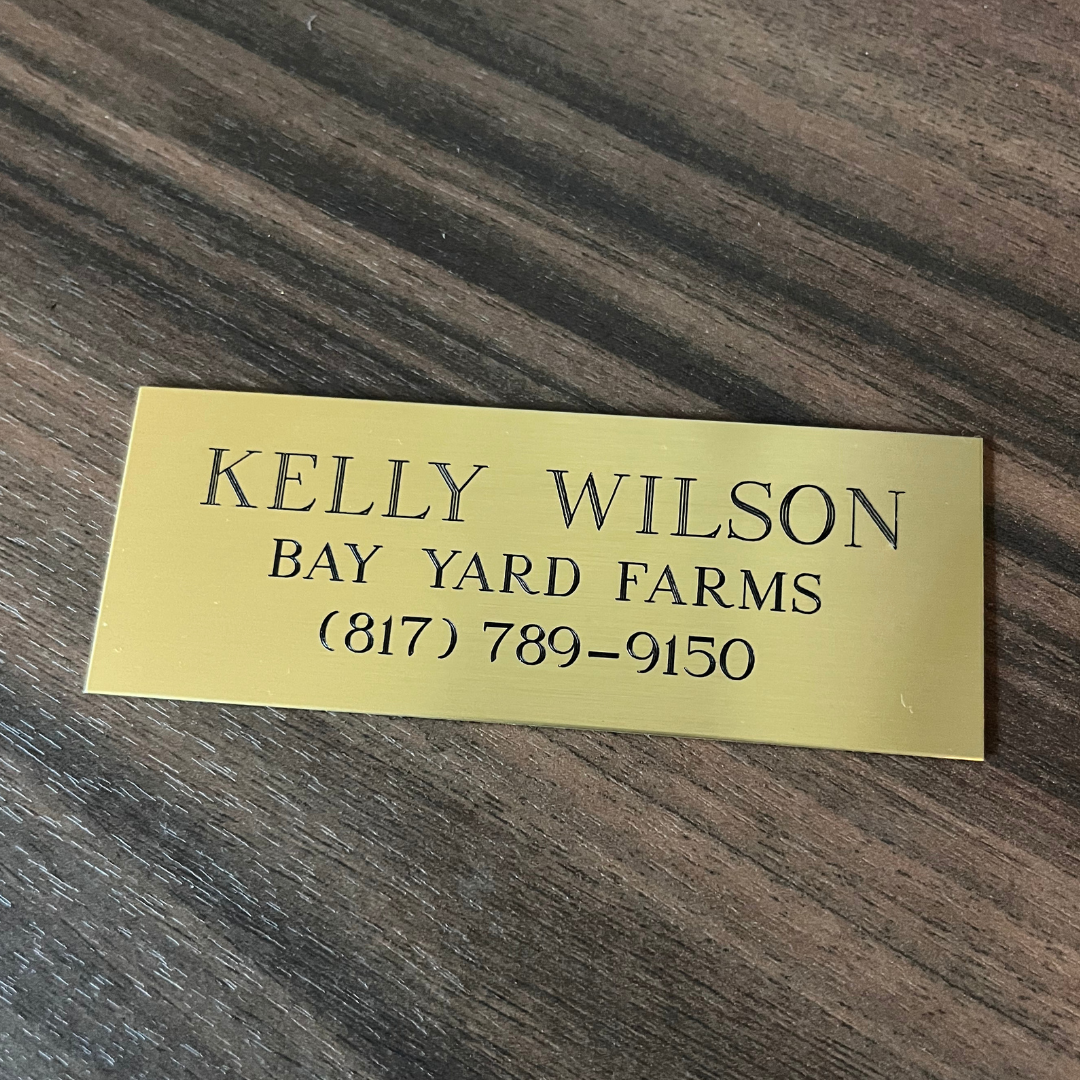 KELLY WILSON
BAY YARD FARMS
(817) 789-9150